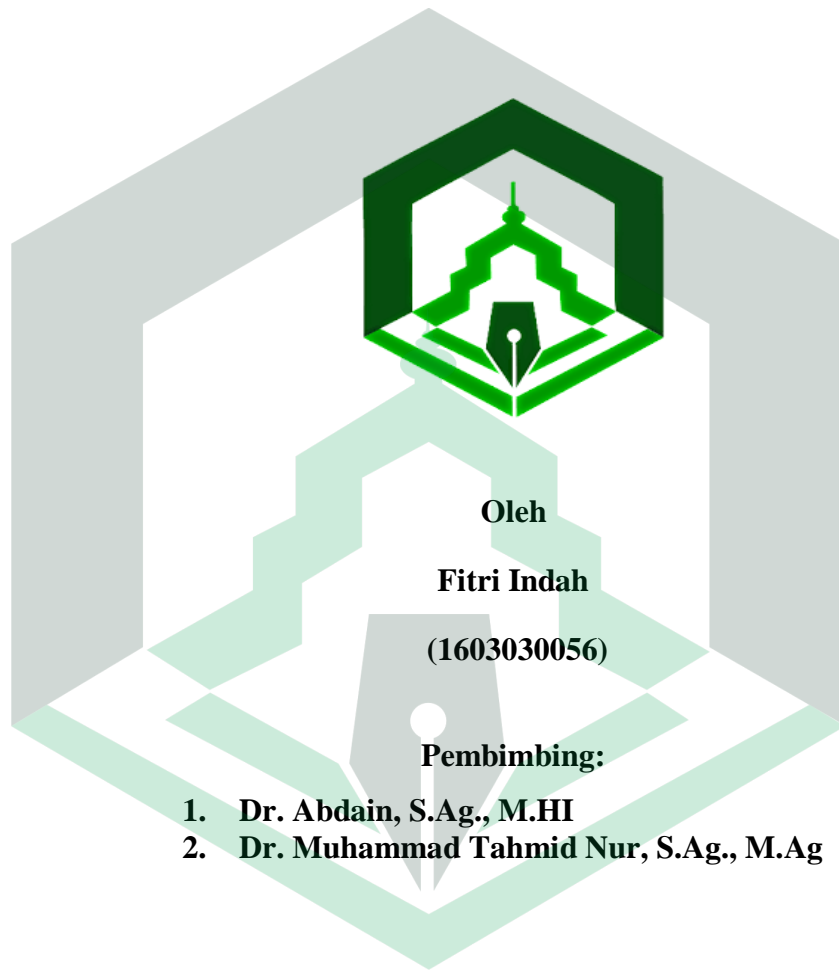 Oleh
Fitri Indah
(1603030056)
Pembimbing:
1. Dr. Abdain, S.Ag., M.HI
2. Dr. Muhammad Tahmid Nur, S.Ag., M.Ag